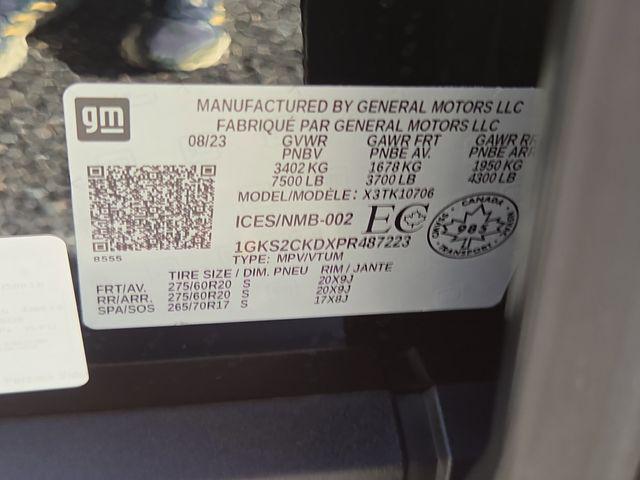 gm
MANUFACTURED BY GENERAL MOTORS LLC
FABRIQUÉ PAR GENERAL MOTORS LLC
08/23 GVWR GAWR FRT GAWR
PNBV PNBE AV. PNBE
3402 KG 1678 KG 1950 KG
7500 LB 3700 LB 4300 LB
MODEL/MODÈLE: X3TK10706
ICES/NMB-002 EC
CANADA
985
TRANSPORT
1GKS2CKDXPR487223
8555
TYPE: MPV/VTUM
TIRE SIZE / DIM. PNEU RIM / JANTE
FRT/AV. 275/60R20 S 20X9J
RR/ARR. 275/60R20 S 20X9J
SPA/SOS 265/70R17 S 17X8J